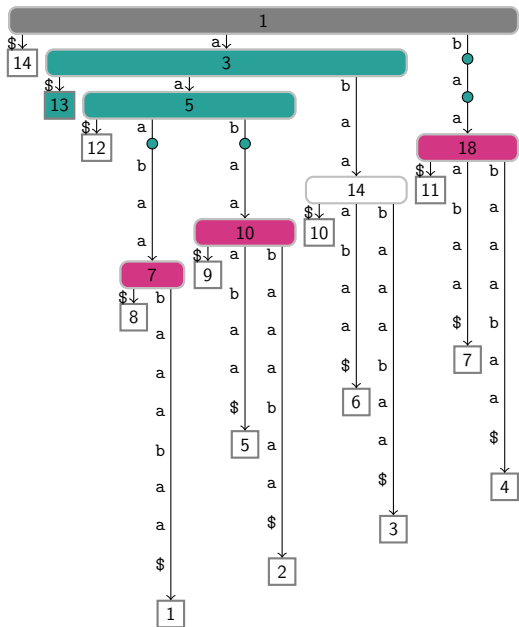 1
$ a b
14 3 a
$ a b a
13 5 a 18
$ a b a a $ a b
12 b a 14 11 b a
a a $ a b a a
a 10 10 b a a a
7 $ a b a a $ b
$ b 9 b a a a 7 a
8 a a a a b a
a a a $ a $
a $ b 6 a 4
b 5 a $
a a 3
a $
$ 2
1